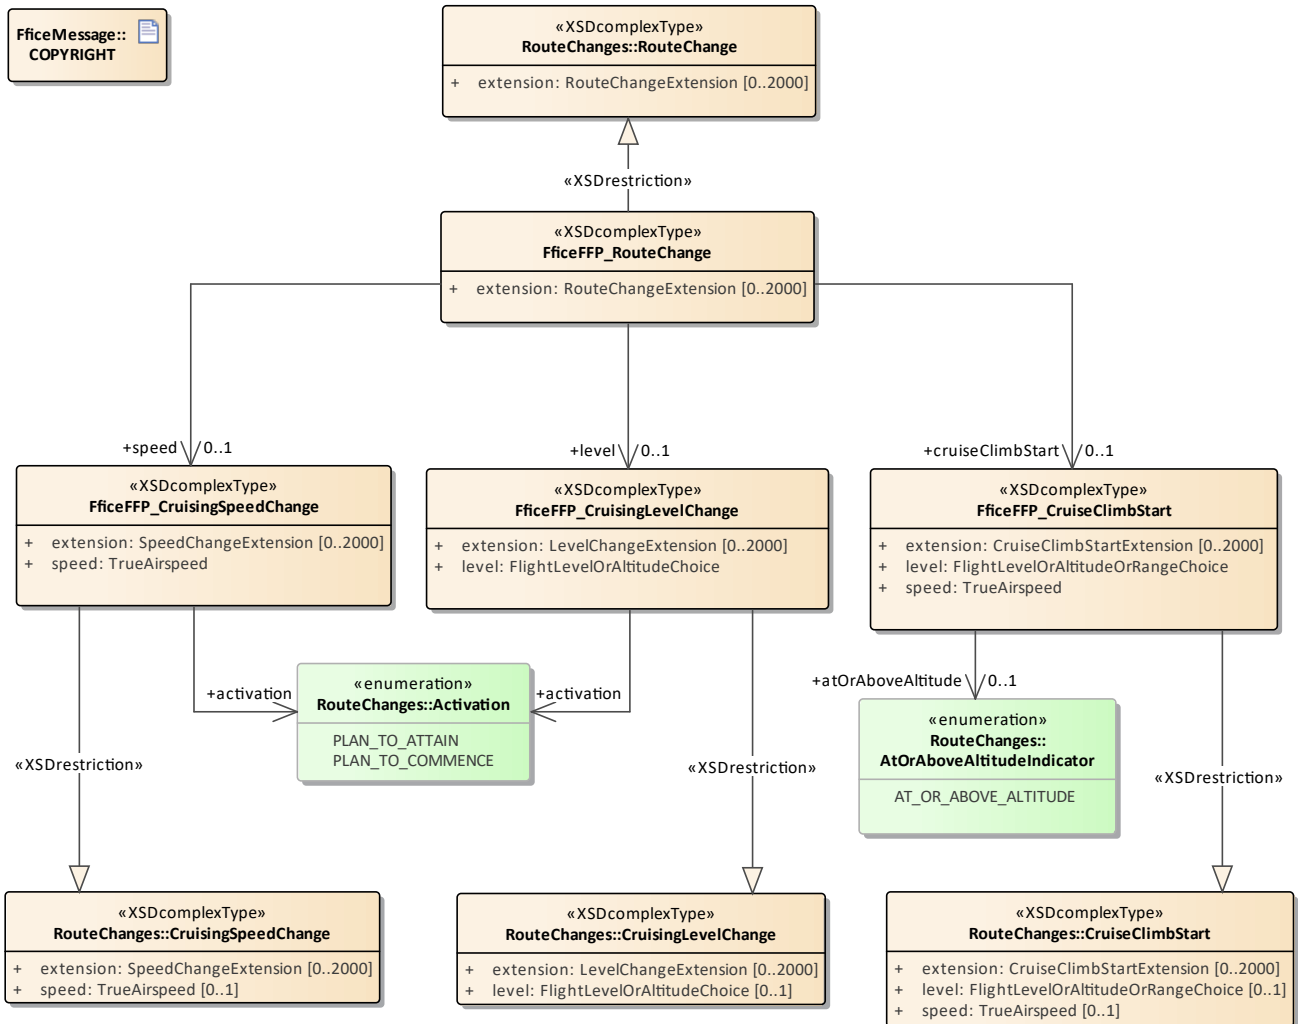 FficeMessage::
COPYRIGHT
«XSDcomplexType»
RouteChanges::RouteChange
+ extension: RouteChangeExtension [0..2000]
«XSDrestriction»
«XSDcomplexType»
FficeFFP_RouteChange
+ extension: RouteChangeExtension [0..2000]
+speed 0..1
+level 0..1
+cruiseClimbStart 0..1
«XSDcomplexType»
FficeFFP_CruisingSpeedChange
+ extension: SpeedChangeExtension [0..2000]
+ speed: TrueAirspeed
«XSDcomplexType»
FficeFFP_CruisingLevelChange
+ extension: LevelChangeExtension [0..2000]
+ level: FlightLevelOrAltitudeChoice
«XSDcomplexType»
FficeFFP_CruiseClimbStart
+ extension: CruiseClimbStartExtension [0..2000]
+ level: FlightLevelOrAltitudeOrRangeChoice
+ speed: TrueAirspeed
+activation
«enumeration»
RouteChanges::Activation
PLAN_TO_ATTAIN
PLAN_TO_COMMENCE
+activation
+atOrAboveAltitude 0..1
«enumeration»
RouteChanges::
AtOrAboveAltitudeIndicator
AT_OR_ABOVE_ALTITUDE
«XSDrestriction»
«XSDrestriction»
«XSDrestriction»
«XSDcomplexType»
RouteChanges::CruisingSpeedChange
+ extension: SpeedChangeExtension [0..2000]
+ speed: TrueAirspeed [0..1]
«XSDcomplexType»
RouteChanges::CruisingLevelChange
+ extension: LevelChangeExtension [0..2000]
+ level: FlightLevelOrAltitudeChoice [0..1]
«XSDcomplexType»
RouteChanges::CruiseClimbStart
+ extension: CruiseClimbStartExtension [0..2000]
+ level: FlightLevelOrAltitudeOrRangeChoice [0..1]
+ speed: TrueAirspeed [0..1]